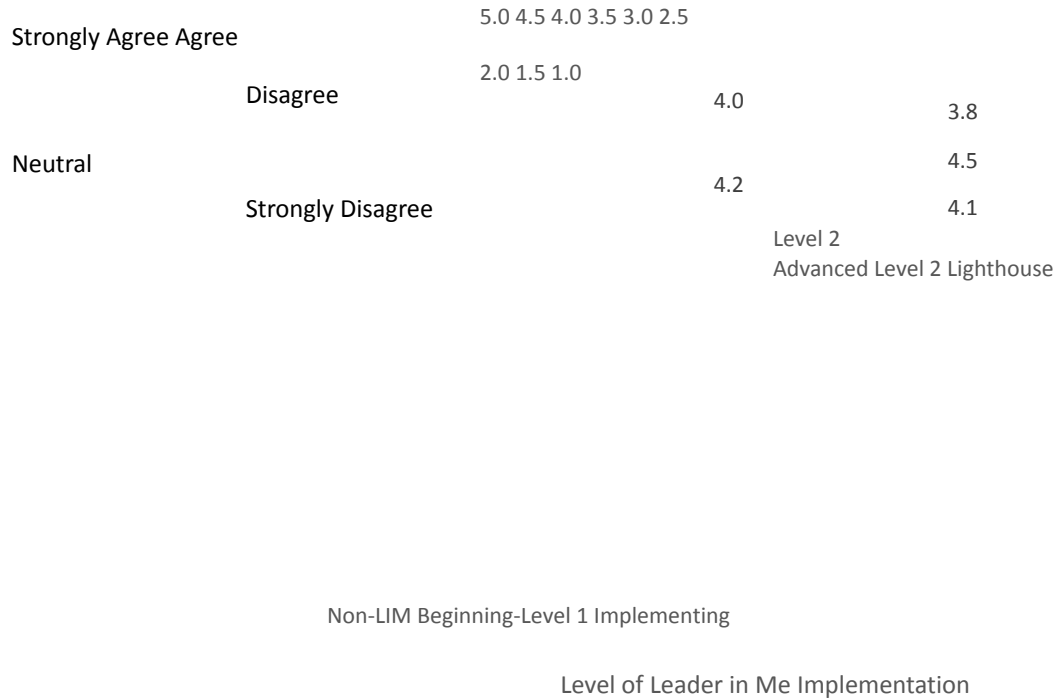 5.0 4.5 4.0 3.5 3.0 2.5
Strongly Agree Agree
2.0 1.5 1.0
Disagree
4.0
3.8
Neutral
4.5
4.2
Strongly Disagree
4.1
Level 2
Advanced Level 2 Lighthouse
Non-LIM Beginning-Level 1 Implementing
Level of Leader in Me Implementation